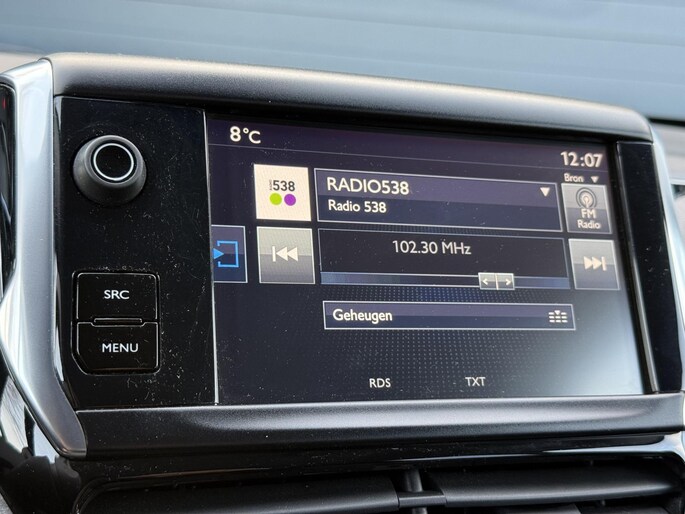 8°C
12:07
Bron
538
RADIO538
Radio 538
FM
Radio
102.30 MHz
SRC
Geheugen
MENU
RDS
TXT